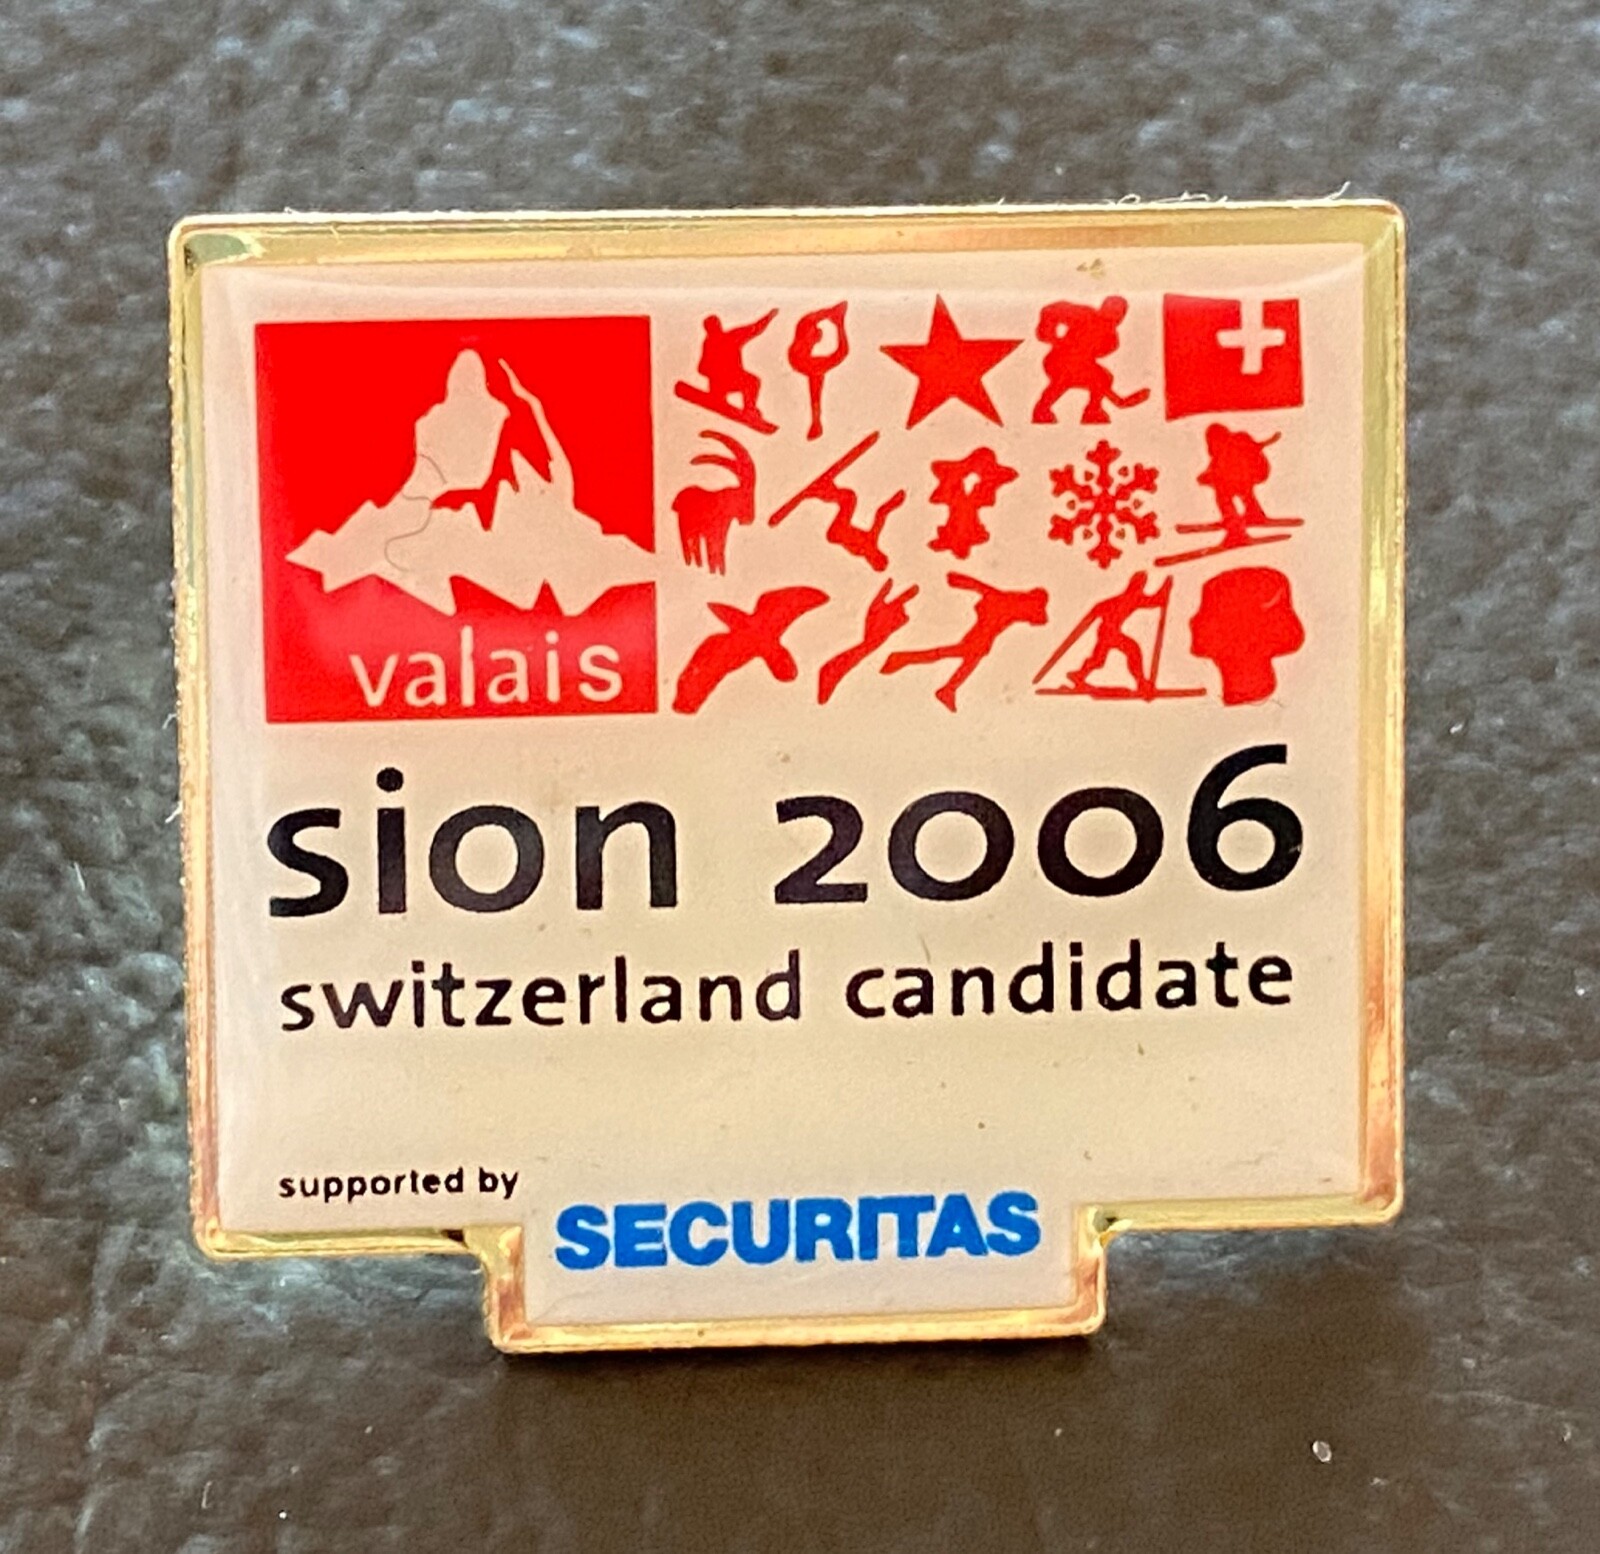 valais
sion 2006
switzerland candidate
supported by
SECURITAS